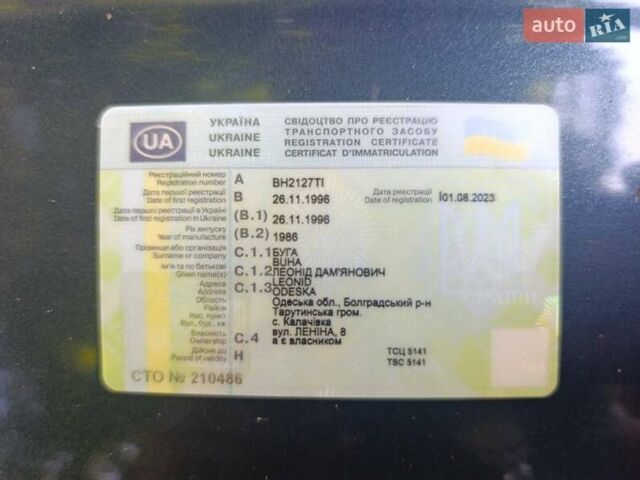 auto RIA.com
УКРАЇНА
UKRAINE
UKRAINE
СВІДОЦТВО ПРО РЕЄСТРАЦІЮ
ТРАНСПОРТНОГО ЗАСОБУ
REGISTRATION CERTIFICATE
CERTIFICAT D'IMMATRICULATION
UA
Реєстраційний номер
Registration number
A
BH2127TI
Дата першої реєстрації
Date of first registration
B
26.11.1996
Дата реєстрації
Date of registration
01.08.2023
Дата першої реєстрації в Україні
Date of first registration in Ukraine
(B.1)
26.11.1996
Рік випуску
Year of manufacture
(B.2)
1986
Прізвище або організація
Surname or company
C.1.1
БУГА
BUHA
Ім'я та по батькові
Given name(s)
C.1.2
ЛЕОНІД ДАМ'ЯНОВИЧ
LEONID
Адреса
Address
C.1.3
ODESKA
Область
Район
Нас. пункт
Вул., буд., кв.
Одеська обл., Болградський р-н
Тарутинська гром.
с. Калачівка
вул. ЛЕНІНА, 8
Власність
Ownership
C.4
а є власником
Дійсне до
Period of validity
H
ТСЦ 5141
TSC 5141
СТО № 210486
RIA